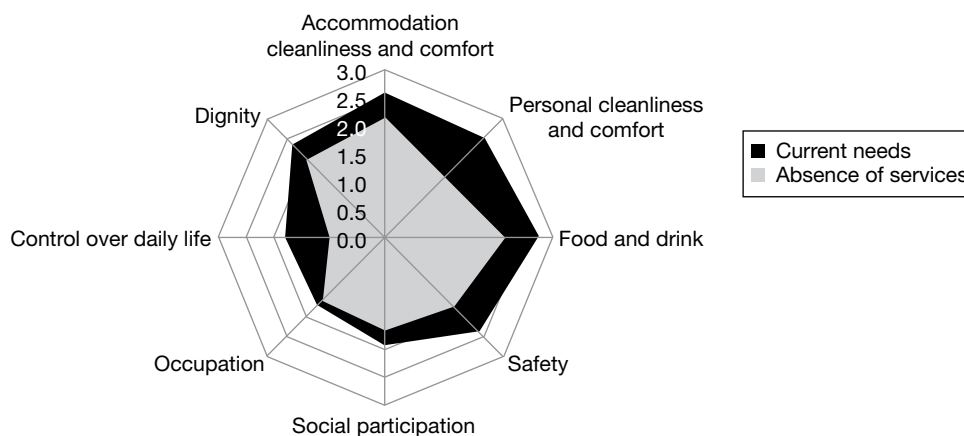 Accommodation
cleanliness and comfort
3.0
2.5
2.0
1.5
1.0
0.5
0.0
Dignity
Personal cleanliness
and comfort
Control over daily life
Food and drink
Occupation
Safety
Social participation
Current needs
Absence of services